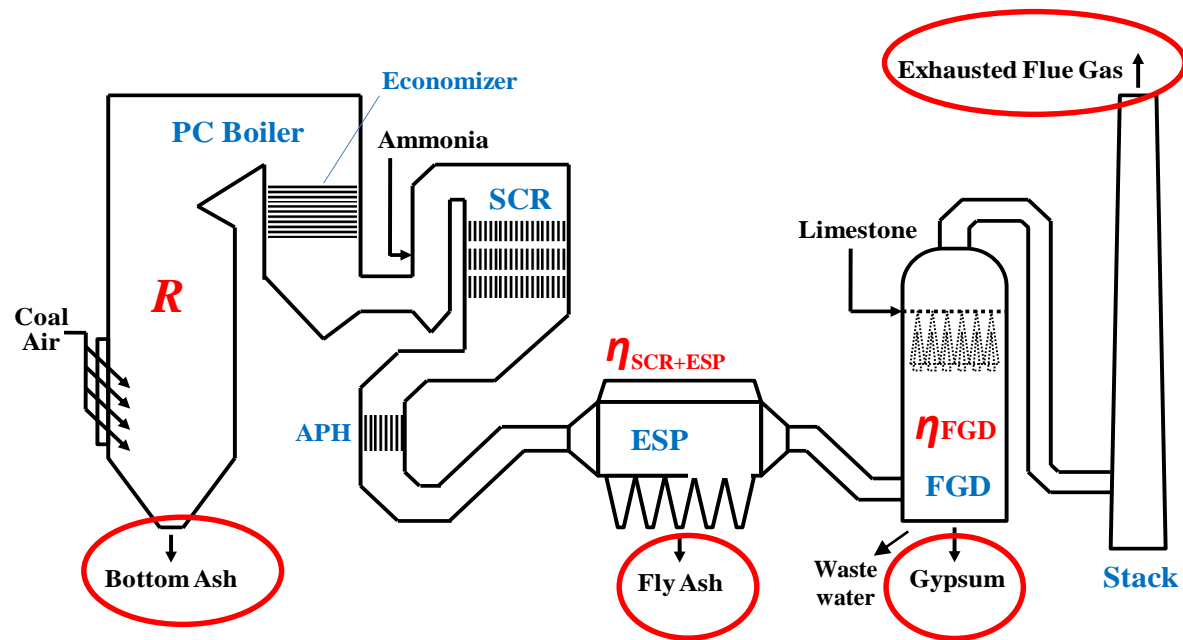 Exhausted Flue Gas
Economizer
PC Boiler
Ammonia
SCR
Limestone
R
Coal
Air
ηSCR+ESP
APH
ESP
ηFGD
FGD
Bottom Ash
Fly Ash
Waste
water
Gypsum
Stack